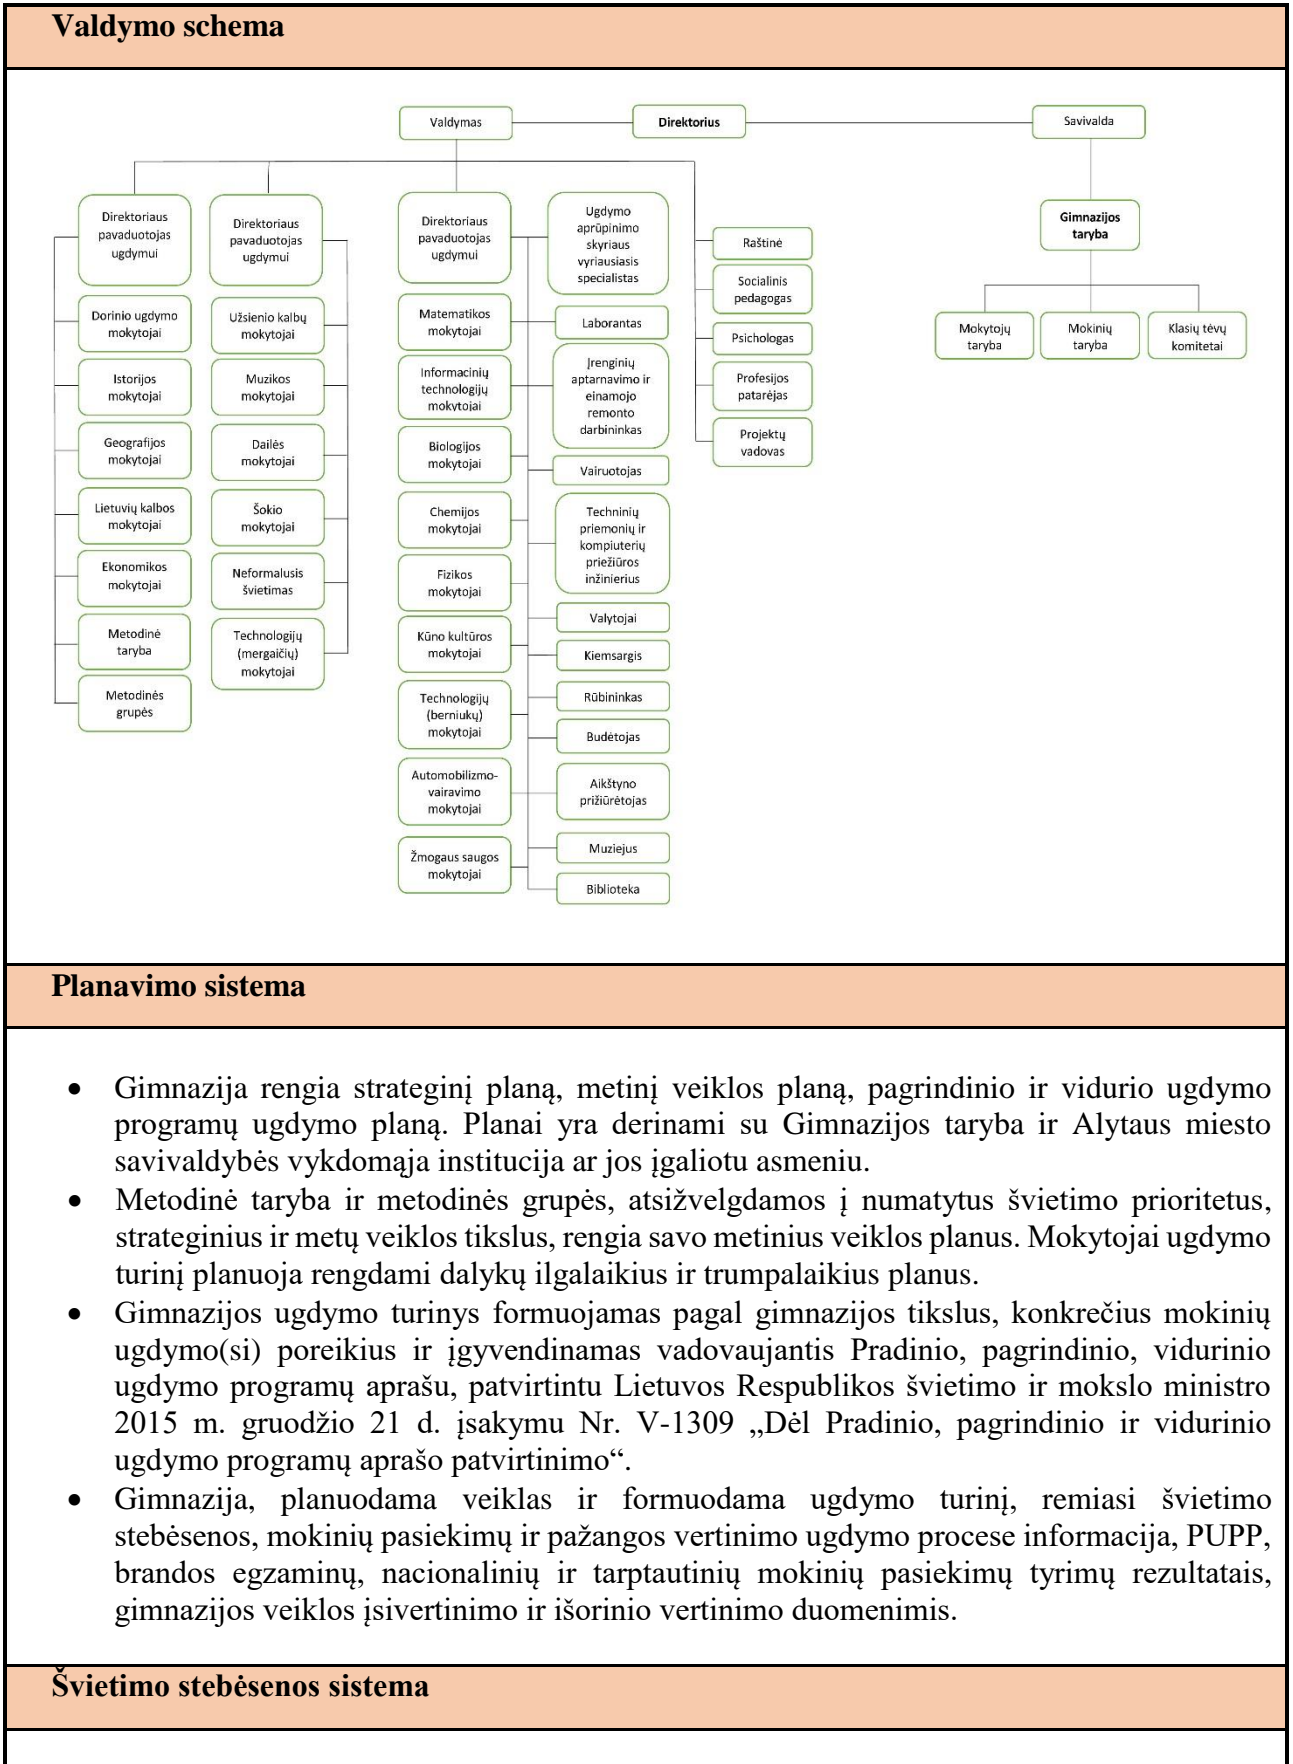 Valdymo schema
Valdymas
Direktorius
Savivalda
Direktoriaus
pavaduotojas
ugdymui
Dorinio ugdymo
mokytojai
Istorijos
mokytojai
Geografijos
mokytojai
Lietuvių kalbos
mokytojai
Ekonomikos
mokytojai
Metodinė
taryba
Metodinės
grupės
Direktoriaus
pavaduotojas
ugdymui
Užsienio kalbų
mokytojai
Muzikos
mokytojai
Dailės
mokytojai
Šokio
mokytojai
Neformalusis
švietimas
Technologijų
(mergaičių)
mokytojai
Direktoriaus
pavaduotojas
ugdymui
Matematikos
mokytojai
Informacinių
technologijų
mokytojai
Biologijos
mokytojai
Chemijos
mokytojai
Fizikos
mokytojai
Kūno kultūros
mokytojai
Technologijų
(berniukų)
mokytojai
Automobilizmo-
vairavimo
mokytojai
Žmogaus saugos
mokytojai
Ugdymo
aprūpinimo
skyriaus
vyriausiasis
specialistas
Laborantas
Įrenginių
aptarnavimo ir
einamojo
remonto
darbininkas
Vairuotojas
Techninių
priemonių ir
kompiuterių
priežiūros
inžinierius
Valytojai
Kiemsargis
Rūbininkas
Budėtojas
Aikštyno
prižiūrėtojas
Muziejus
Biblioteka
Raštinė
Socialinis
pedagogas
Psichologas
Profesijos
patarėjas
Projektų
vadovas
Gimnazijos
taryba
Mokytojų
taryba
Mokinių
taryba
Klasių tėvų
komitetai
Planavimo sistema
• Gimnazija rengia strateginį planą, metinį veiklos planą, pagrindinio ir vidurio ugdymo
programų ugdymo planą. Planai yra derinami su Gimnazijos taryba ir Alytaus miesto
savivaldybės vykdomąja institucija ar jos įgaliotu asmeniu.
• Metodinė taryba ir metodinės grupės, atsižvelgdamos į numatytus švietimo prioritetus,
strateginius ir metų veiklos tikslus, rengia savo metinius veiklos planus. Mokytojai ugdymo
turinį planuoja rengdami dalykų ilgalaikius ir trumpalaikius planus.
• Gimnazijos ugdymo turinys formuojamas pagal gimnazijos tikslus, konkrečius mokinių
ugdymo(si) poreikius ir įgyvendinamas vadovaujantis Pradinio, pagrindinio, vidurinio
ugdymo programų aprašu, patvirtintu Lietuvos Respublikos švietimo ir mokslo ministro
2015 m. gruodžio 21 d. įsakymu Nr. V-1309 „Dėl Pradinio, pagrindinio ir vidurinio
ugdymo programų aprašo patvirtinimo“.
• Gimnazija, planuodama veiklas ir formuodama ugdymo turinį, remiasi švietimo
stebėsenos, mokinių pasiekimų ir pažangos vertinimo ugdymo procese informacija, PUPP,
brandos egzaminų, nacionalinių ir tarptautinių mokinių pasiekimų tyrimų rezultatais,
gimnazijos veiklos įsivertinimo ir išorinio vertinimo duomenimis.
Švietimo stebėsenos sistema